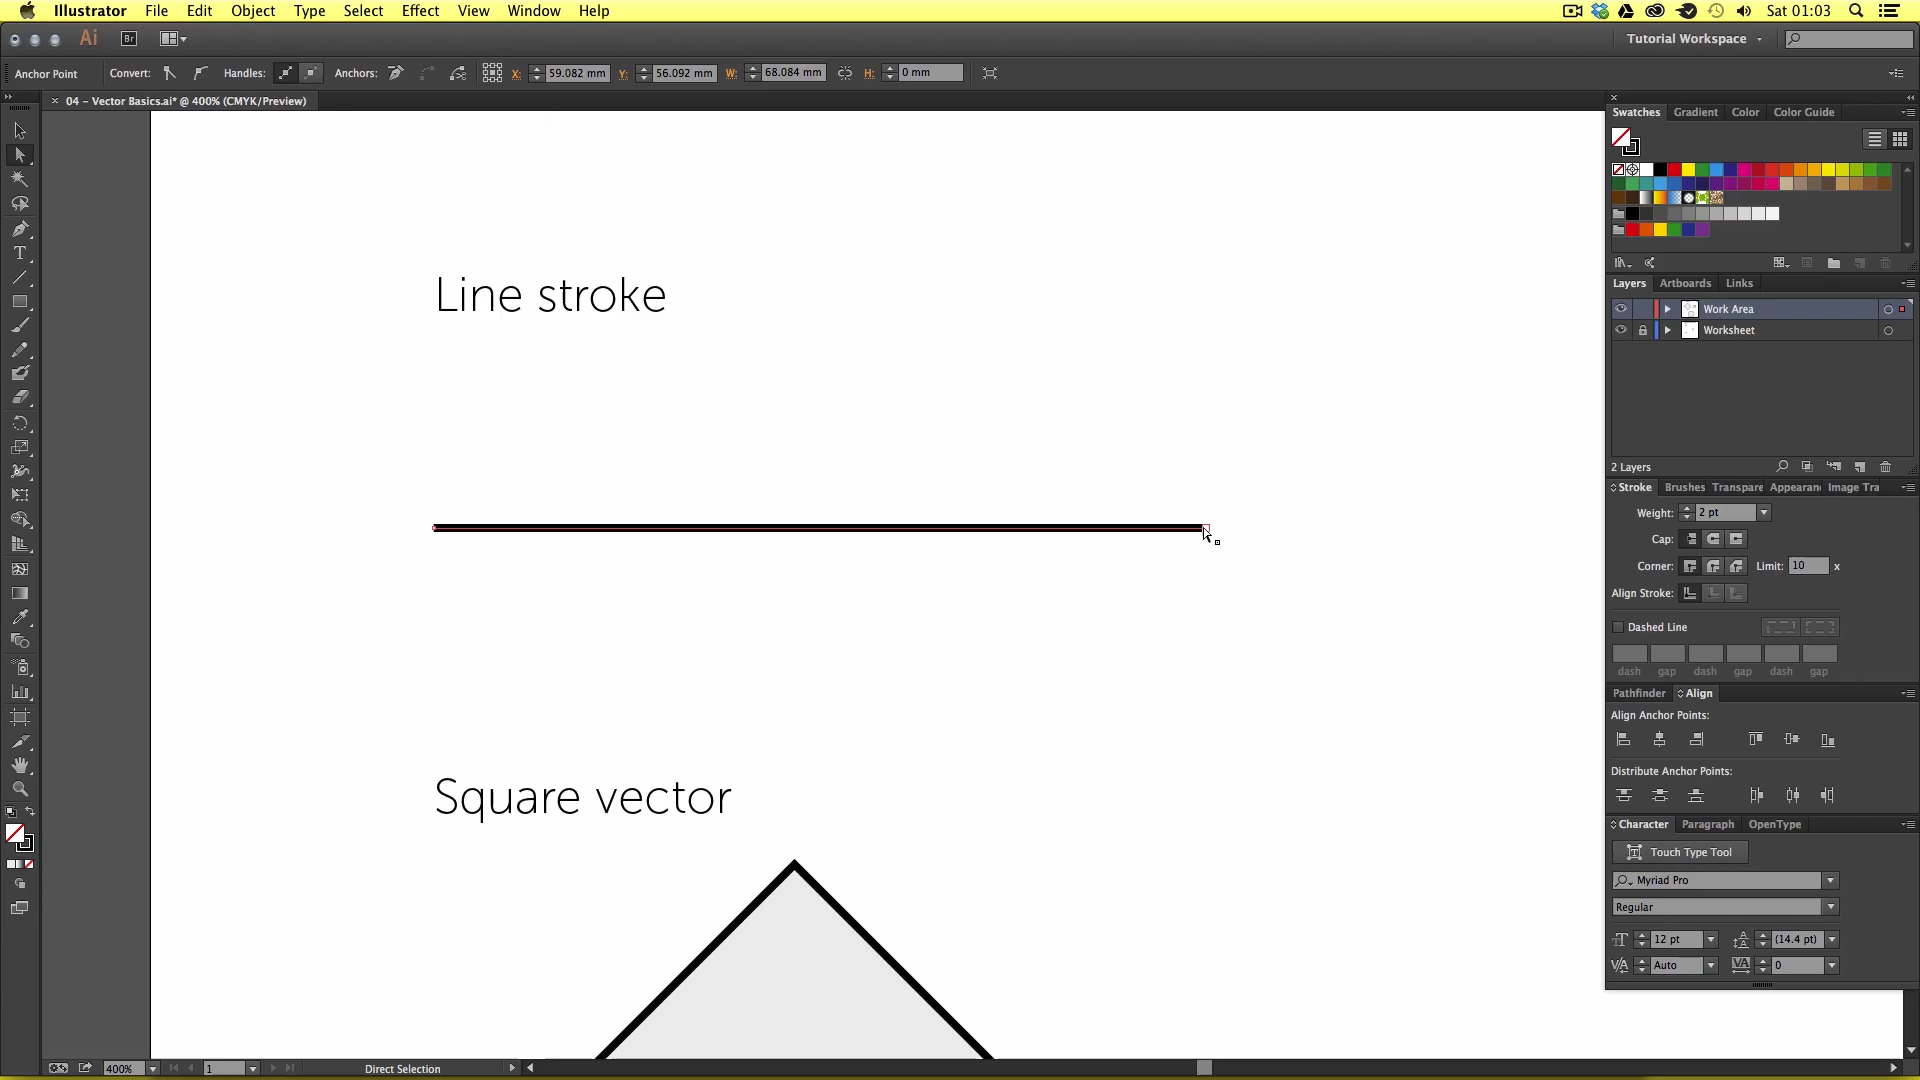 Illustrator File Edit Object Type Select Effect View Window Help Sat 01:03
Ai Br Tutorial Workspace
Anchor Point Convert: Handles: Anchors: X: 59.082 mm Y: 56.092 mm W: 68.084 mm H: 0 mm
× 04 – Vector Basics.ai* @ 400% (CMYK/Preview)
Swatches Gradient Color Color Guide
Line stroke
Layers Artboards Links
Work Area
Worksheet
2 Layers
Stroke Brushes Transpare Appearan Image Tra
Weight: 2 pt
Cap:
Corner: Limit: 10 x
Align Stroke:
Dashed Line
dash gap dash gap dash gap
Pathfinder Align
Align Anchor Points:
Distribute Anchor Points:
Square vector
Character Paragraph OpenType
Touch Type Tool
Myriad Pro
Regular
12 pt (14.4 pt)
Auto 0
400% 1 Direct Selection